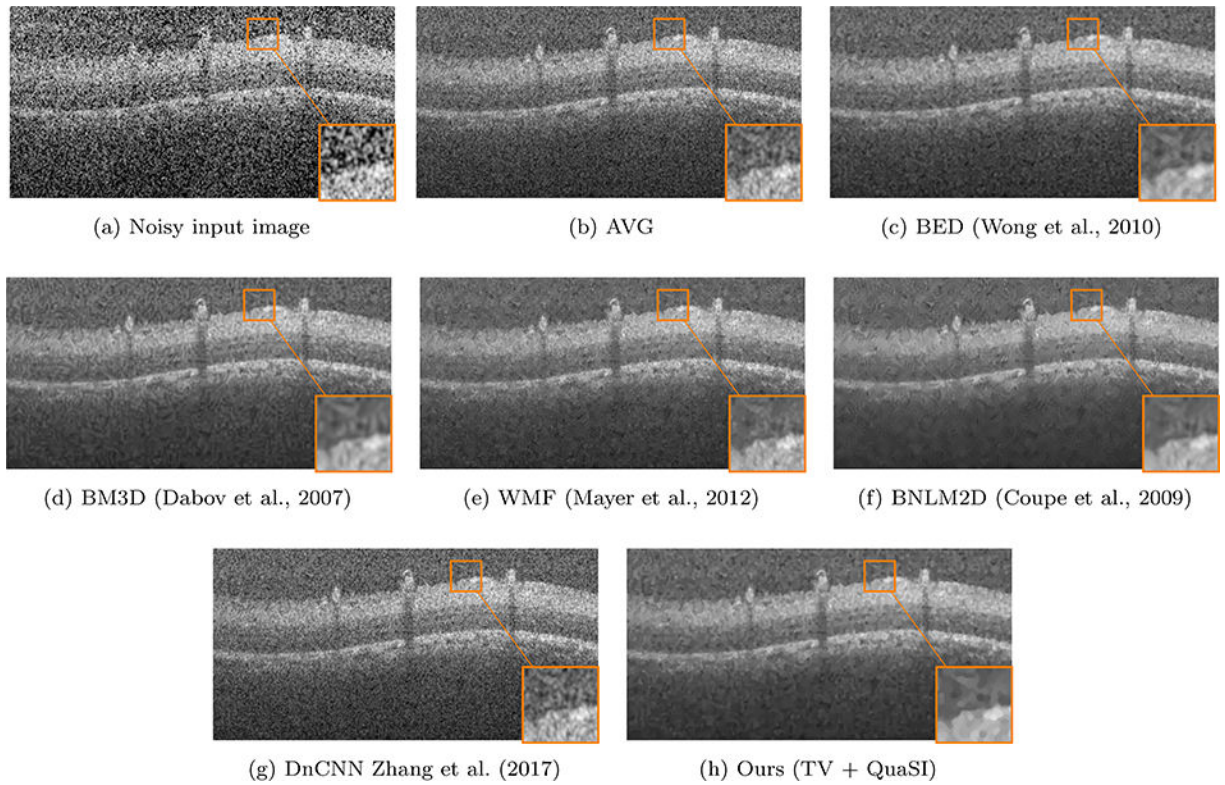 (a) Noisy input image
(b) AVG
(c) BED (Wong et al., 2010)
(d) BM3D (Dabov et al., 2007)
(e) WMF (Mayer et al., 2012)
(f) BNLM2D (Coupe et al., 2009)
(g) DnCNN Zhang et al. (2017)
(h) Ours (TV + QuaSI)